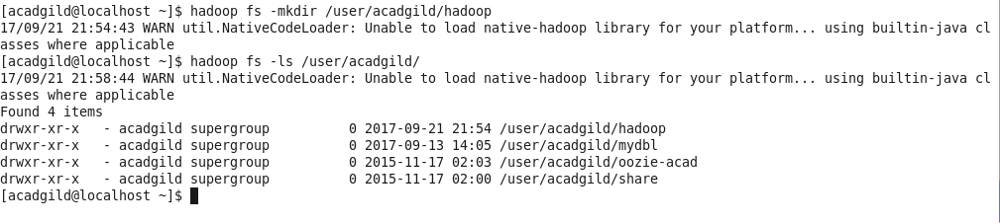 [acadgild@localhost ~]$ hadoop fs -mkdir /user/acadgild/hadoop
17/09/21 21:54:43 WARN util.NativeCodeLoader: Unable to load native-hadoop library for your platform... using builtin-java cl
asses where applicable
[acadgild@localhost ~]$ hadoop fs -ls /user/acadgild/
17/09/21 21:58:44 WARN util.NativeCodeLoader: Unable to load native-hadoop library for your platform... using builtin-java cl
asses where applicable
Found 4 items
drwxr-xr-x   - acadgild supergroup          0 2017-09-21 21:54 /user/acadgild/hadoop
drwxr-xr-x   - acadgild supergroup          0 2017-09-13 14:05 /user/acadgild/mydbl
drwxr-xr-x   - acadgild supergroup          0 2015-11-17 02:03 /user/acadgild/oozie-acad
drwxr-xr-x   - acadgild supergroup          0 2015-11-17 02:00 /user/acadgild/share
[acadgild@localhost ~]$